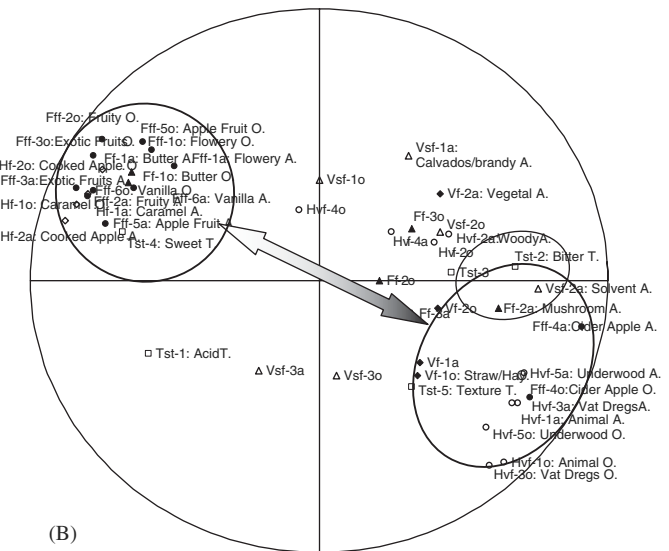 Fff-2o: Fruity O.
Fff-5o: Apple Fruit O.
Fff-3o:Exotic Fruits O.
Fff-1o: Flowery O.
Ff-1a: Butter A.
Fff-1a: Flowery A.
Hf-2o: Cooked Apple O
Ff-1o: Butter O
Fff-3a:Exotic Fruits A
Ff-6o: Vanilla O
Ff-6a: Vanilla A.
Fff-2a: Fruity A
Hf-1o: Caramel O.
Hf-1a: Caramel A.
Fff-5a: Apple Fruit A
Hf-2a: Cooked Apple A
Tst-4: Sweet T.
Vsf-1a:
Calvados/brandy A.
Vsf-1o
Vf-2a: Vegetal A.
Hvf-4o
Ff-3o
Vsf-2o
Hvf-4a
Hvf-2a:WoodyA.
Hvf-2o
Tst-2: Bitter T.
Tst-3
Ff-2o
Vsf-2a: Solvent A.
Ff-3a
Vf-2o
Ff-2a: Mushroom A.
Fff-4a:Cider Apple A.
Tst-1: AcidT.
Vsf-3a
Vsf-3o
Vf-1a
Vf-1o: Straw/Hay
Hvf-5a: Underwood A.
Tst-5: Texture T.
Fff-4o:Cider Apple O.
Hvf-3a: Vat DregsA.
Hvf-1a: Animal A.
Hvf-5o: Underwood O.
Hvf-1o: Animal O.
Hvf-3o: Vat Dregs O.
(B)